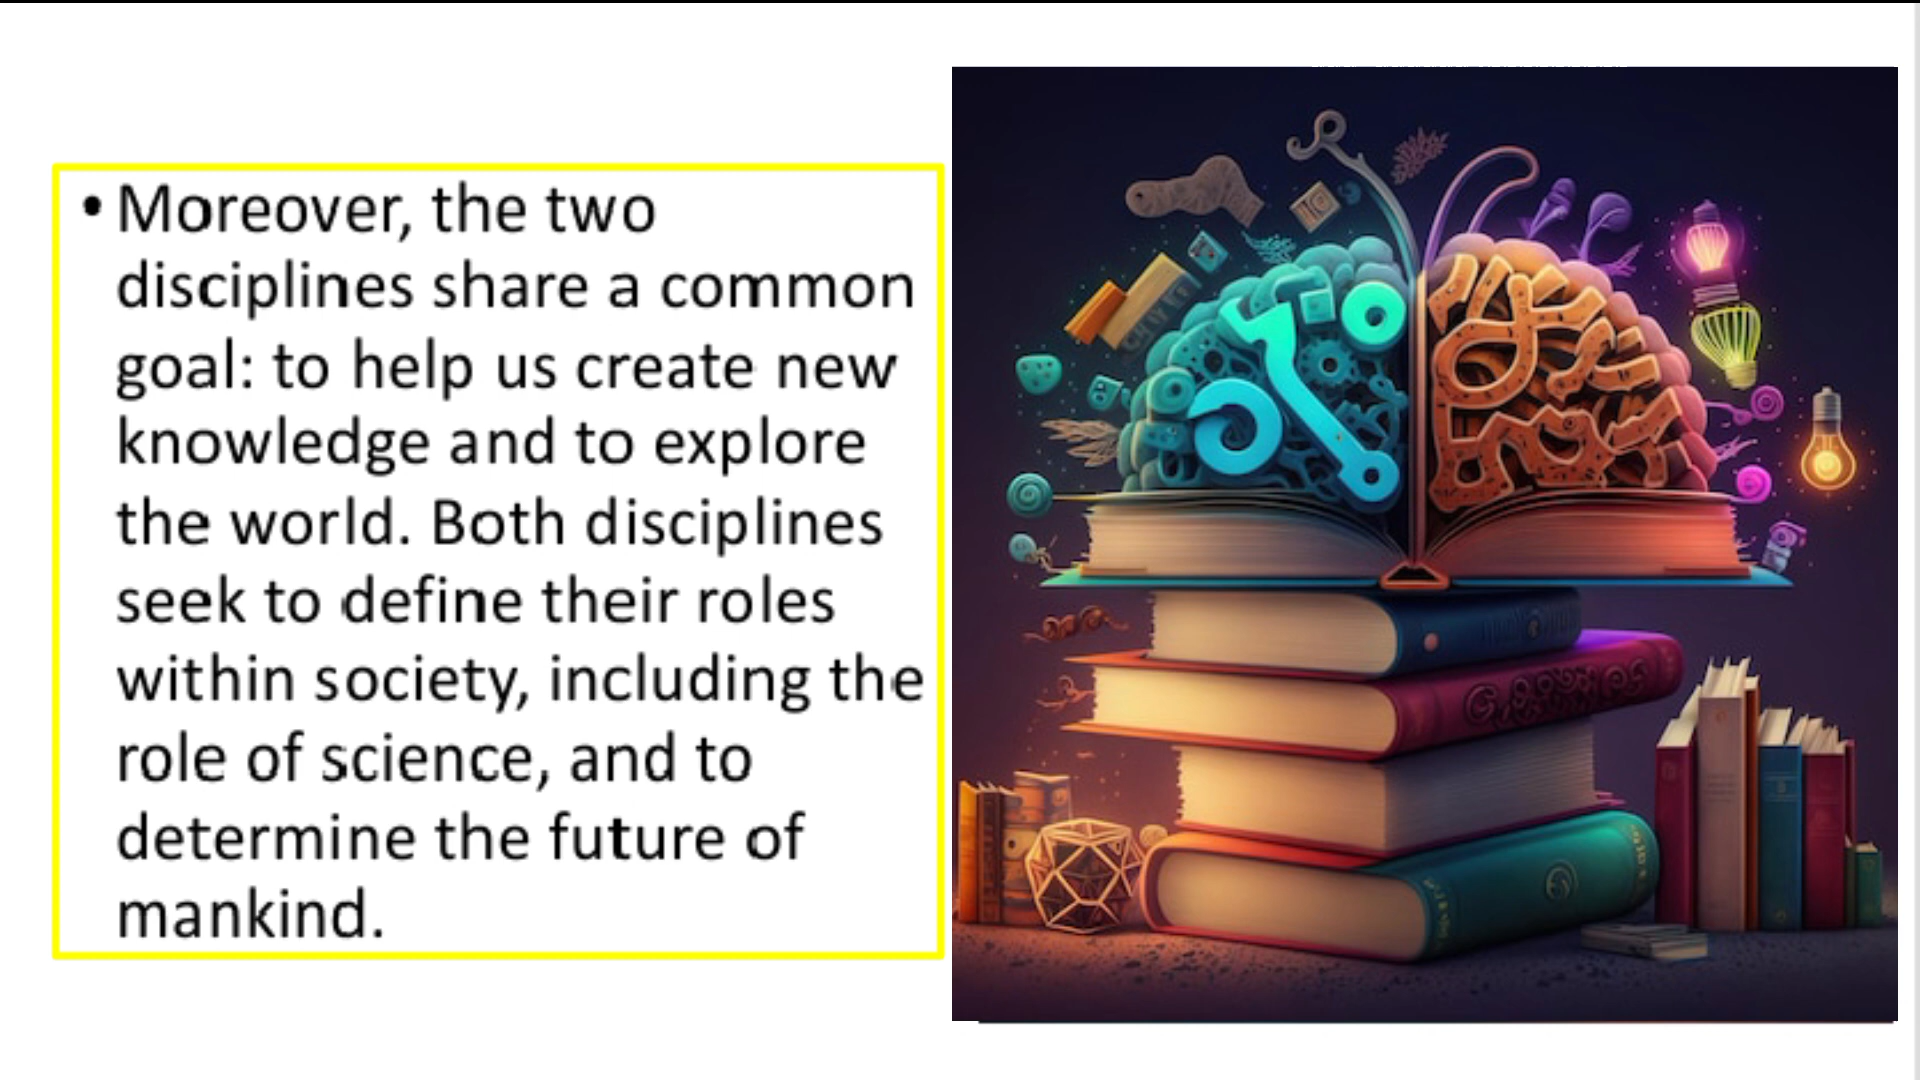 • Moreover, the two
disciplines share a common
goal: to help us create new
knowledge and to explore
the world. Both disciplines
seek to define their roles
within society, including the
role of science, and to
determine the future of
mankind.